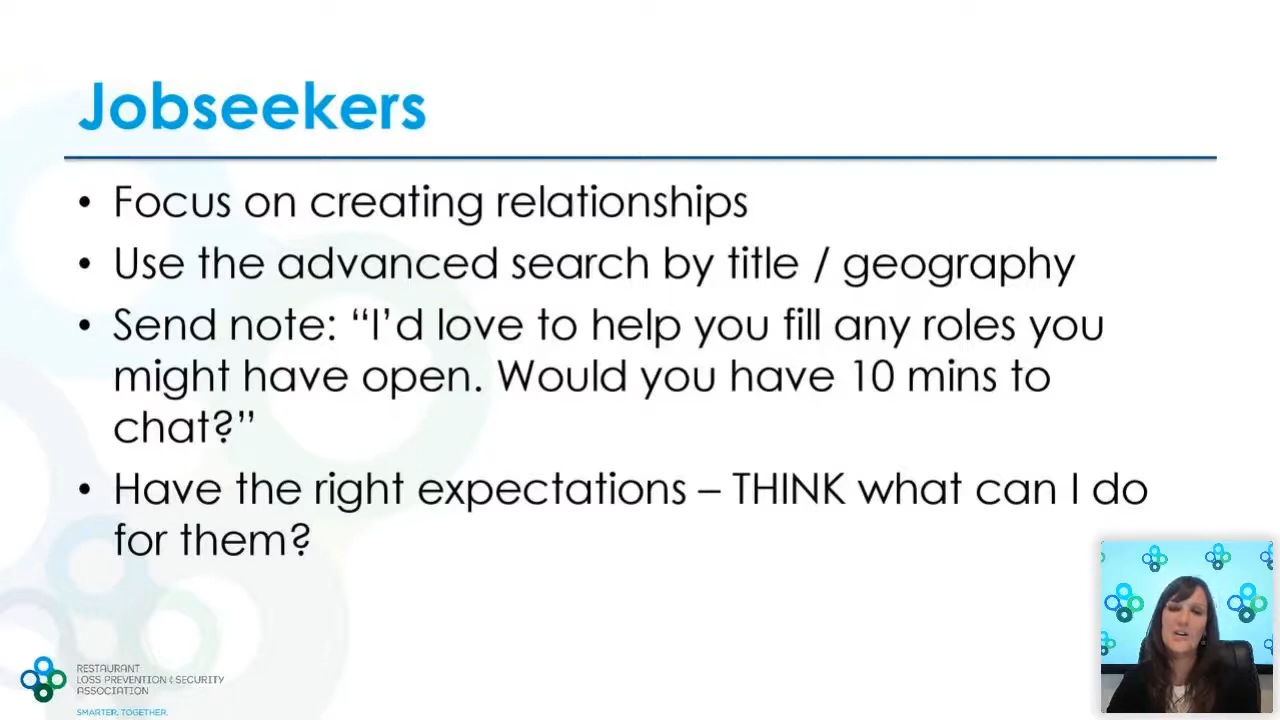 Jobseekers
• Focus on creating relationships
• Use the advanced search by title / geography
• Send note: “I’d love to help you fill any roles you
might have open. Would you have 10 mins to
chat?”
• Have the right expectations – THINK what can I do
for them?
RESTAURANT
LOSS PREVENTION & SECURITY
ASSOCIATION
SMARTER. TOGETHER.